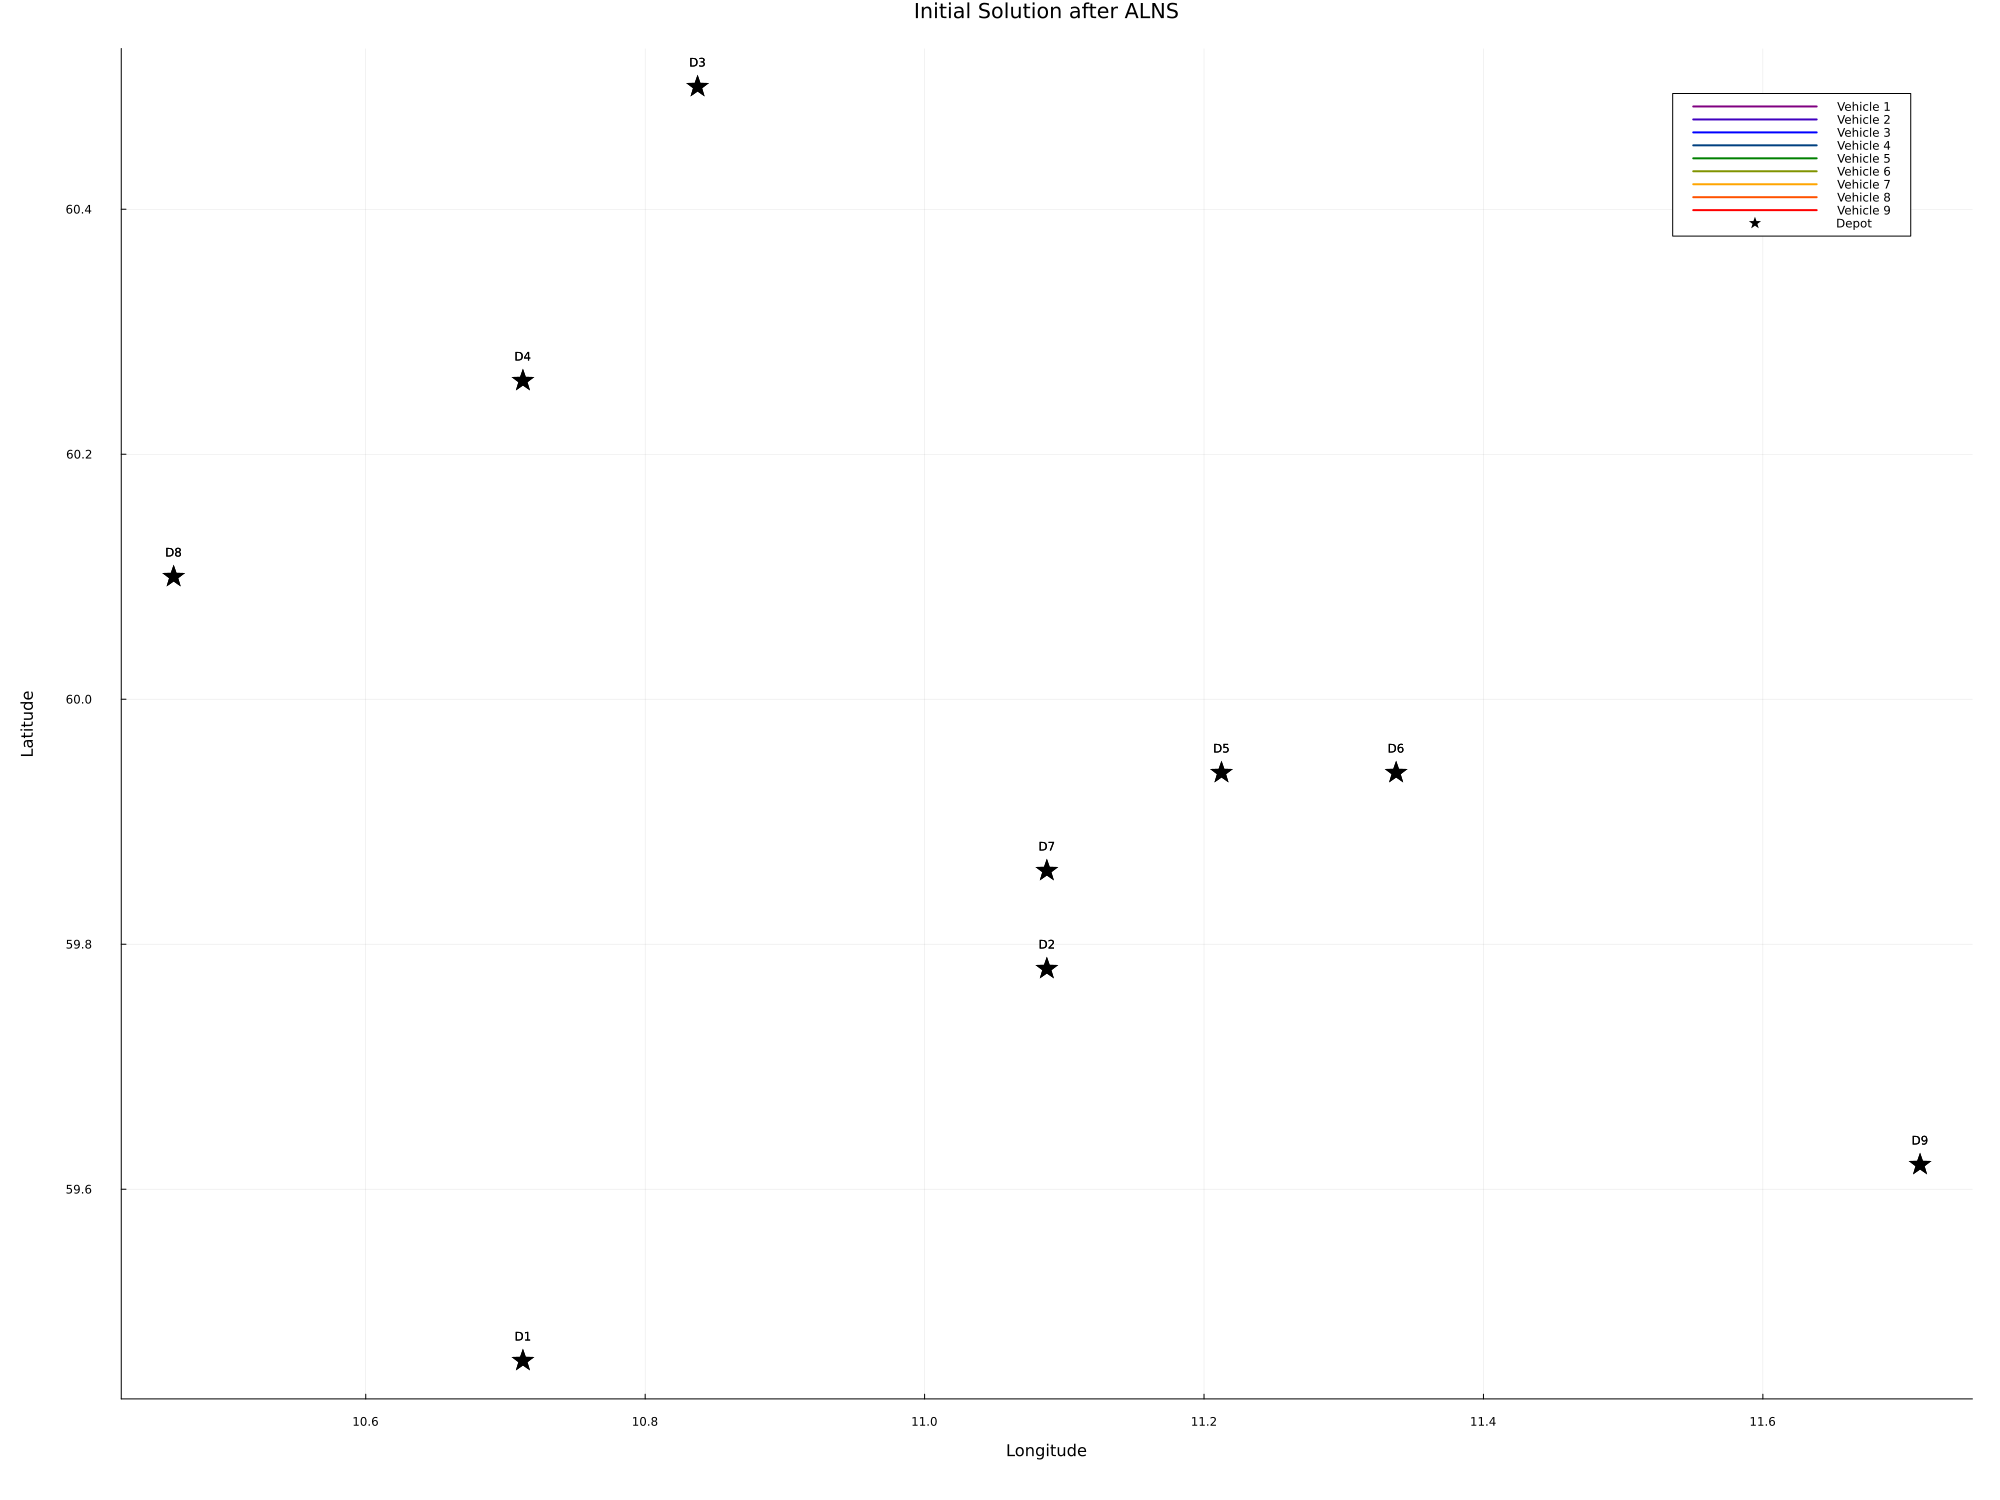 Initial Solution after ALNS
D3
Vehicle 1
Vehicle 2
Vehicle 3
Vehicle 4
Vehicle 5
Vehicle 6
Vehicle 7
Vehicle 8
Vehicle 9
Depot
60.4
D4
60.2
D8
60.0
Latitude
D5
D6
D7
59.8
D2
D9
59.6
D1
10.6
10.8
11.0
11.2
11.4
11.6
Longitude